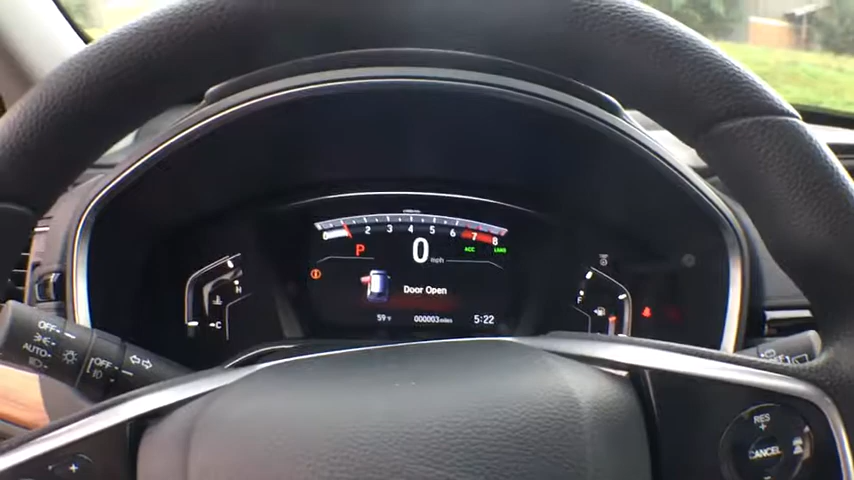 0 1 2 3 4 5 6 7 8
P
0 mph
ACC
LKAS
Door Open
59°F
000003 miles
5:22
H
C
F
OFF
AUTO
OFF
RES
+
CANCEL
−
+